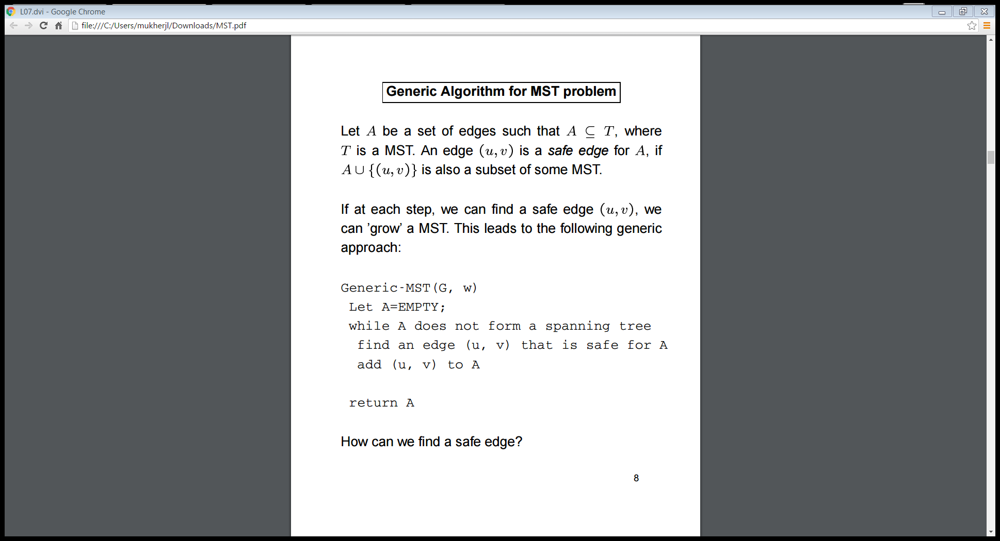 L07.dvi - Google Chrome
file:///C:/Users/mukherjl/Downloads/MST.pdf
Generic Algorithm for MST problem
Let A be a set of edges such that A ⊆ T, where
T is a MST. An edge (u, v) is a safe edge for A, if
A ∪ {(u, v)} is also a subset of some MST.
If at each step, we can find a safe edge (u, v), we
can 'grow' a MST. This leads to the following generic
approach:
Generic-MST(G, w)
Let A=EMPTY;
while A does not form a spanning tree
find an edge (u, v) that is safe for A
add (u, v) to A
return A
How can we find a safe edge?
8